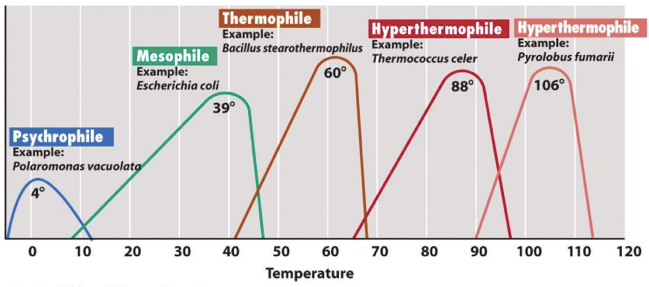 Thermophile
Example:
Bacillus stearothermophilus
60°
Hyperthermophile
Example:
Thermococcus celer
88°
Hyperthermophile
Example:
Pyrolobus fumarii
106°
Mesophile
Example:
Escherichia coli
39°
Psychrophile
Example:
Polaromonas vacuolata
4°
0 10 20 30 40 50 60 70 80 90 100 110 120
Temperature